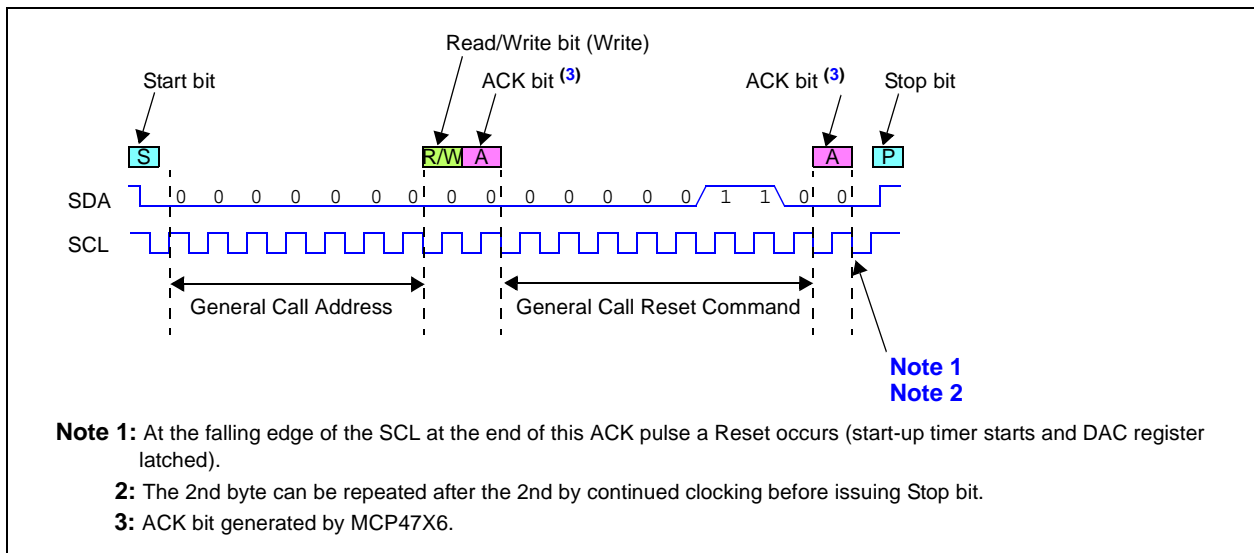 Read/Write bit (Write)
Start bit
ACK bit (3)
ACK bit (3)
Stop bit
S
R/W
A
A
P
SDA
0 0 0 0 0 0 0 0 0 0 0 0 0 1 1 0 0
SCL
General Call Address
General Call Reset Command
Note 1
Note 2
Note 1: At the falling edge of the SCL at the end of this ACK pulse a Reset occurs (start-up timer starts and DAC register
latched).
2: The 2nd byte can be repeated after the 2nd by continued clocking before issuing Stop bit.
3: ACK bit generated by MCP47X6.